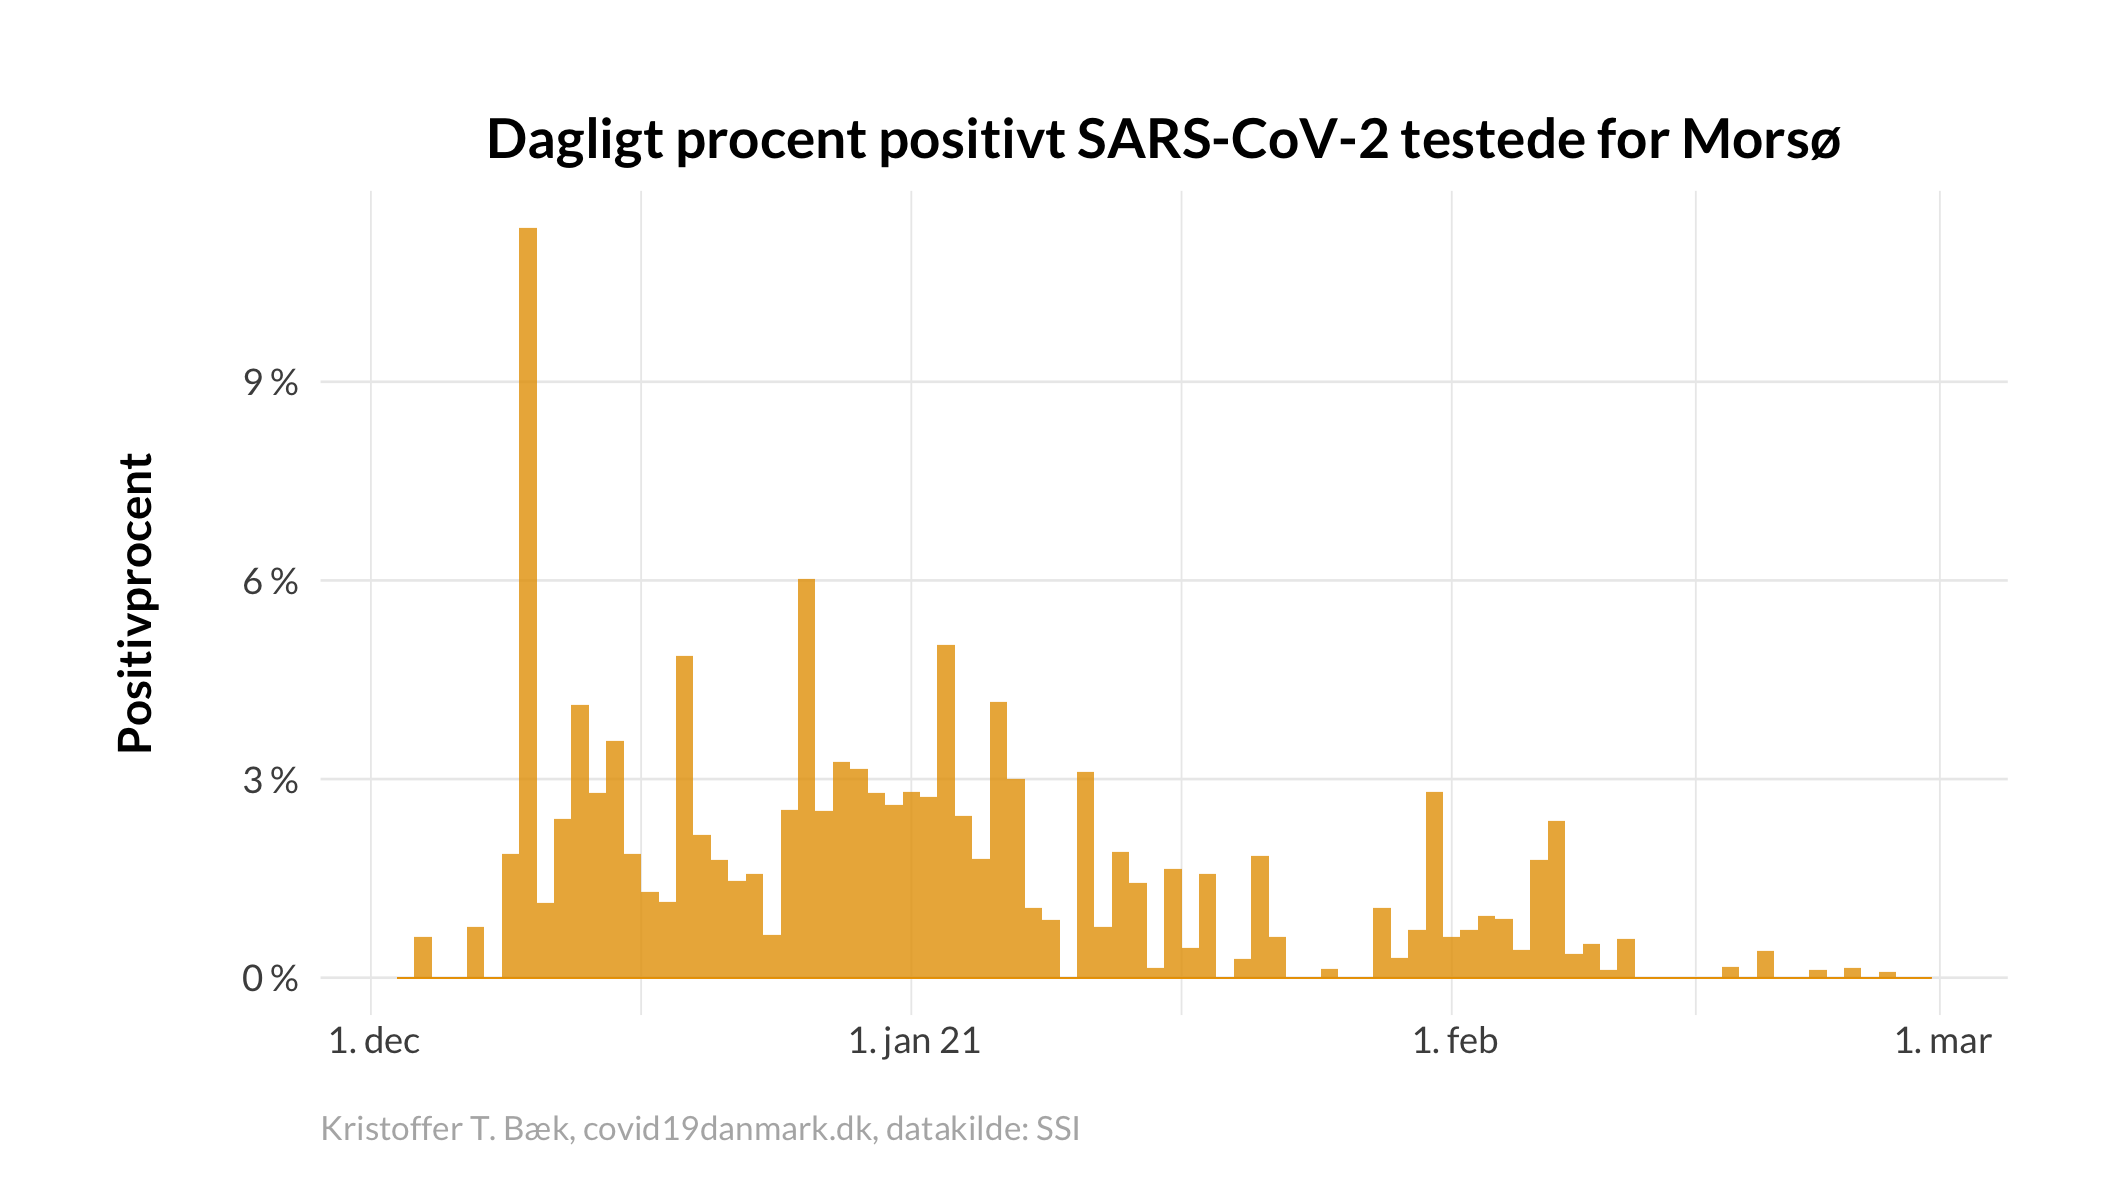 Dagligt procent positivt SARS-CoV-2 testede for Morsø
Positivprocent
9 %
6 %
3 %
0 %
1. dec
1. jan 21
1. feb
1. mar
Kristoffer T. Bæk, covid19danmark.dk, datakilde: SSI